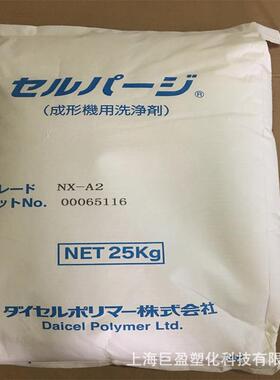 セルパージ®
(成形機用洗浄剤)
レード NX-A2
ットNo. 00065116
NET 25Kg
ダイセルポリマー株式会社
Daicel Polymer Ltd.
上海巨盈塑化科技有限